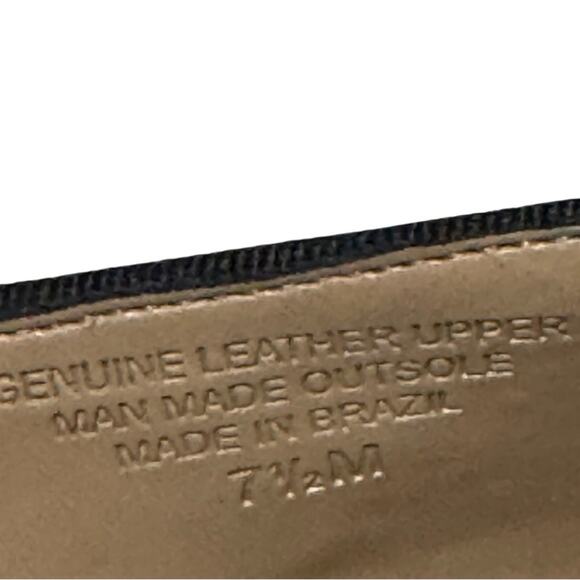 GENUINE LEATHER UPPER
MAN MADE OUTSOLE
MADE IN BRAZIL
7½M